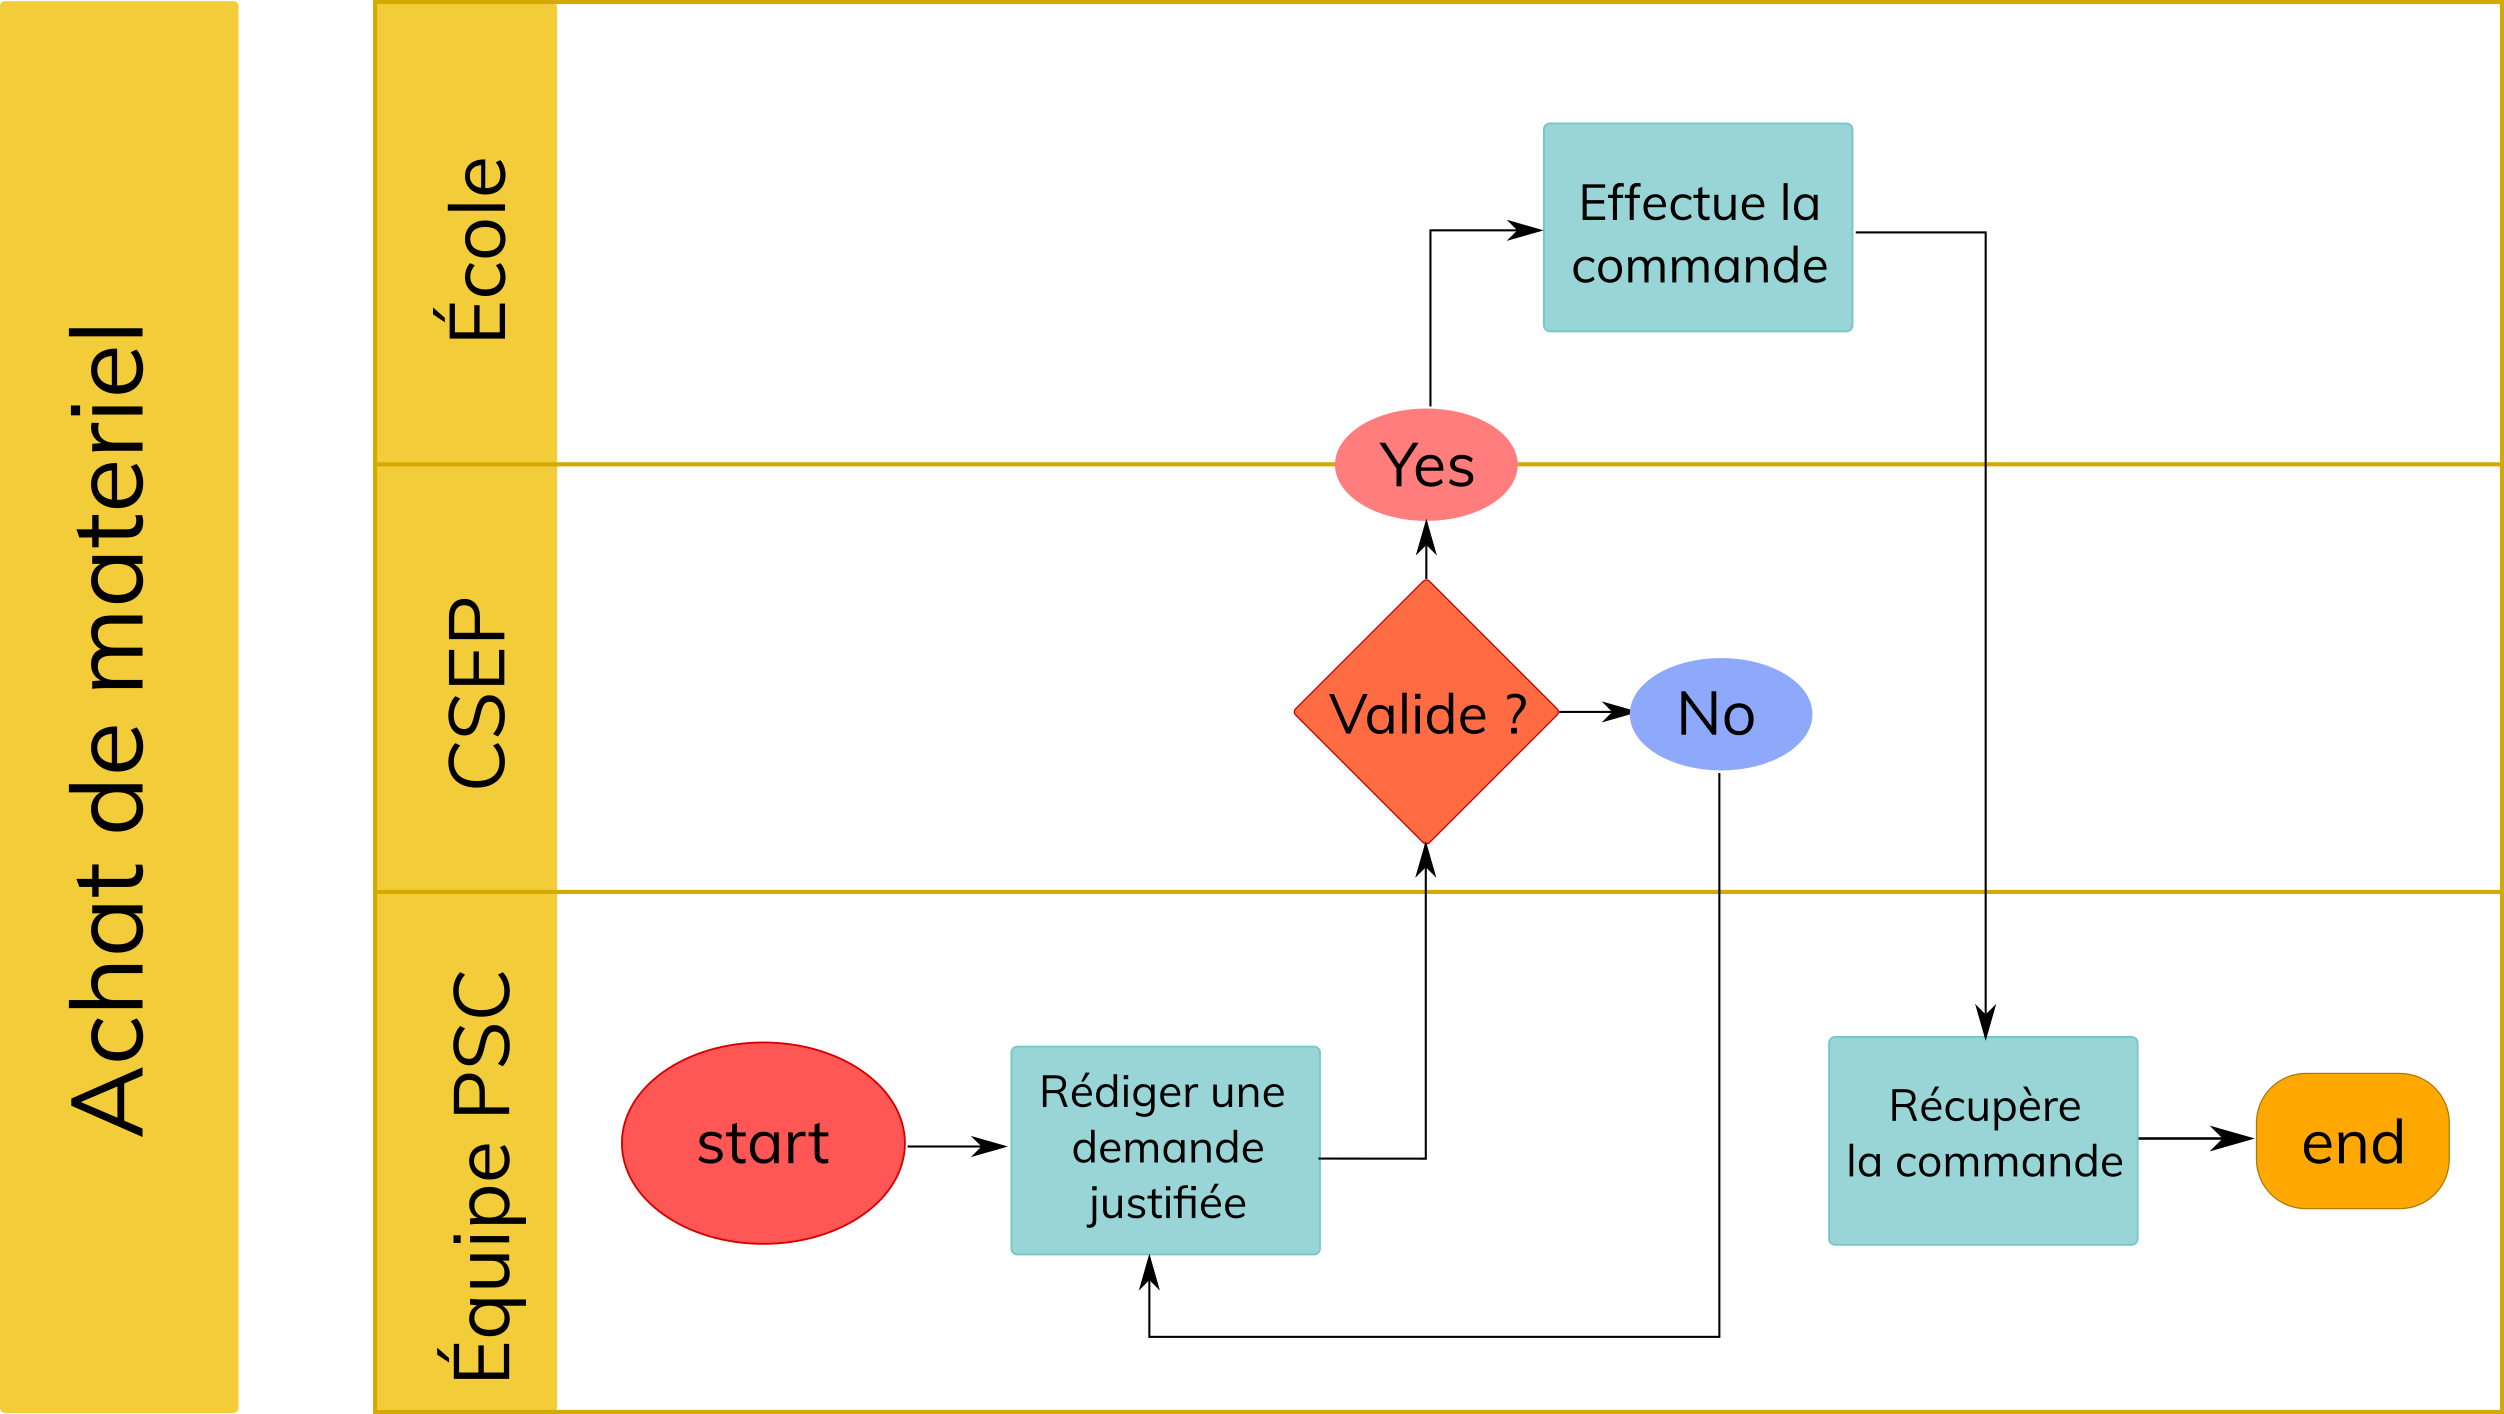 Achat de materiel
École
Effectue la
commande
CSEP
Yes
Valide ?
No
Équipe PSC
start
Rédiger une
demande
justifiée
Récupère
la commande
end